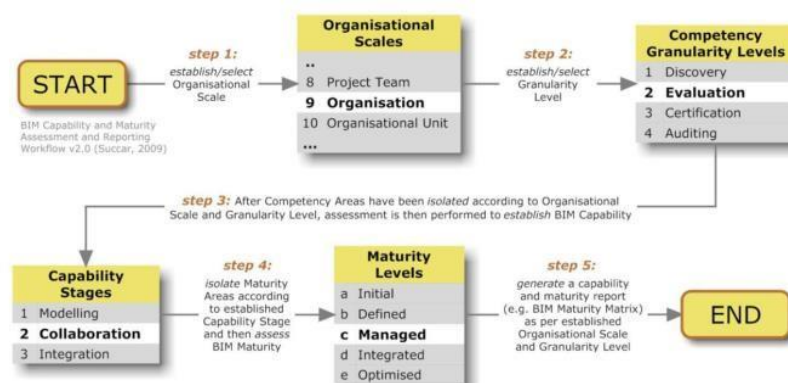 START
BIM Capability and Maturity
Assessment and Reporting
Workflow v2.0 (Succar, 2009)
step 1:
establish/select
Organisational
Scale
Organisational
Scales
..
8 Project Team
9 Organisation
10 Organisational Unit
...
step 2:
establish/select
Granularity
Level
Competency
Granularity Levels
1 Discovery
2 Evaluation
3 Certification
4 Auditing
step 3: After Competency Areas have been isolated according to Organisational
Scale and Granularity Level, assessment is then performed to establish BIM Capability
Capability
Stages
1 Modelling
2 Collaboration
3 Integration
step 4:
isolate Maturity
Areas according
to established
Capability Stage
and then assess
BIM Maturity
Maturity
Levels
a Initial
b Defined
c Managed
d Integrated
e Optimised
step 5:
generate a capability
and maturity report
(e.g. BIM Maturity Matrix)
as per established
Organisational Scale
and Granularity Level
END